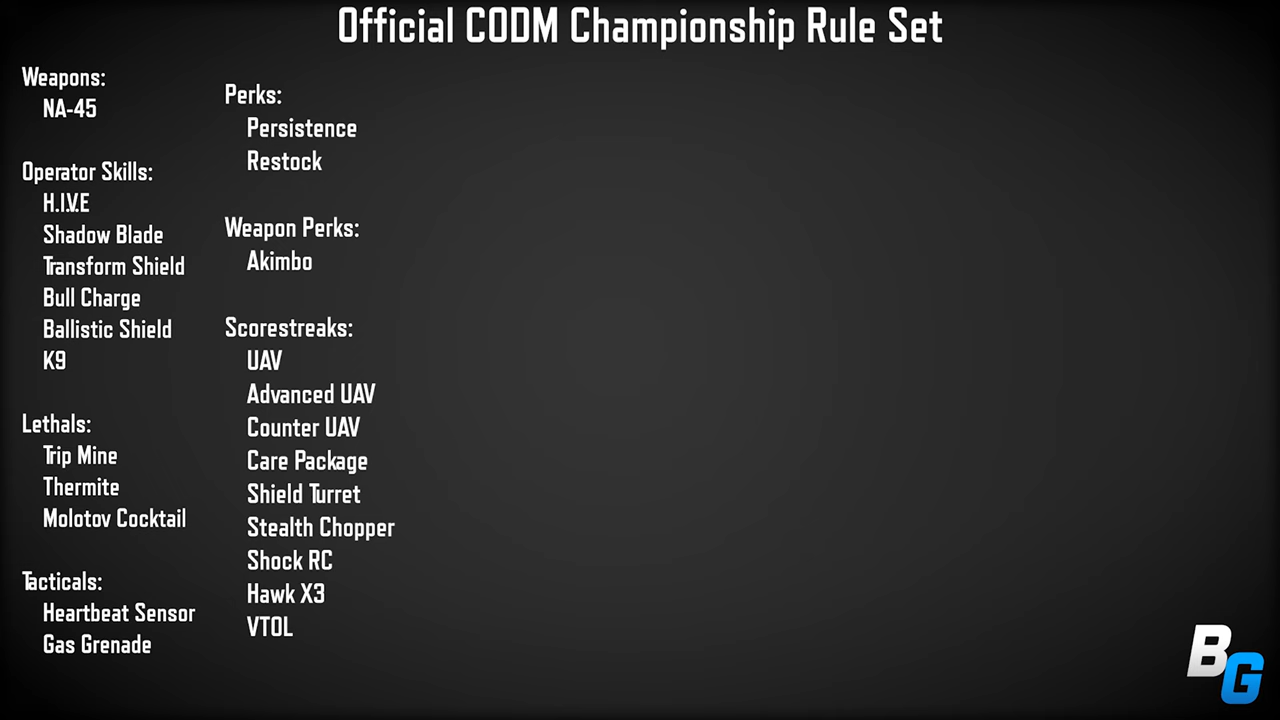 Official CODM Championship Rule Set
Weapons:
NA-45
Operator Skills:
H.I.V.E
Shadow Blade
Transform Shield
Bull Charge
Ballistic Shield
K9
Lethals:
Trip Mine
Thermite
Molotov Cocktail
Tacticals:
Heartbeat Sensor
Gas Grenade
Perks:
Persistence
Restock
Weapon Perks:
Akimbo
Scorestreaks:
UAV
Advanced UAV
Counter UAV
Care Package
Shield Turret
Stealth Chopper
Shock RC
Hawk X3
VTOL
BG